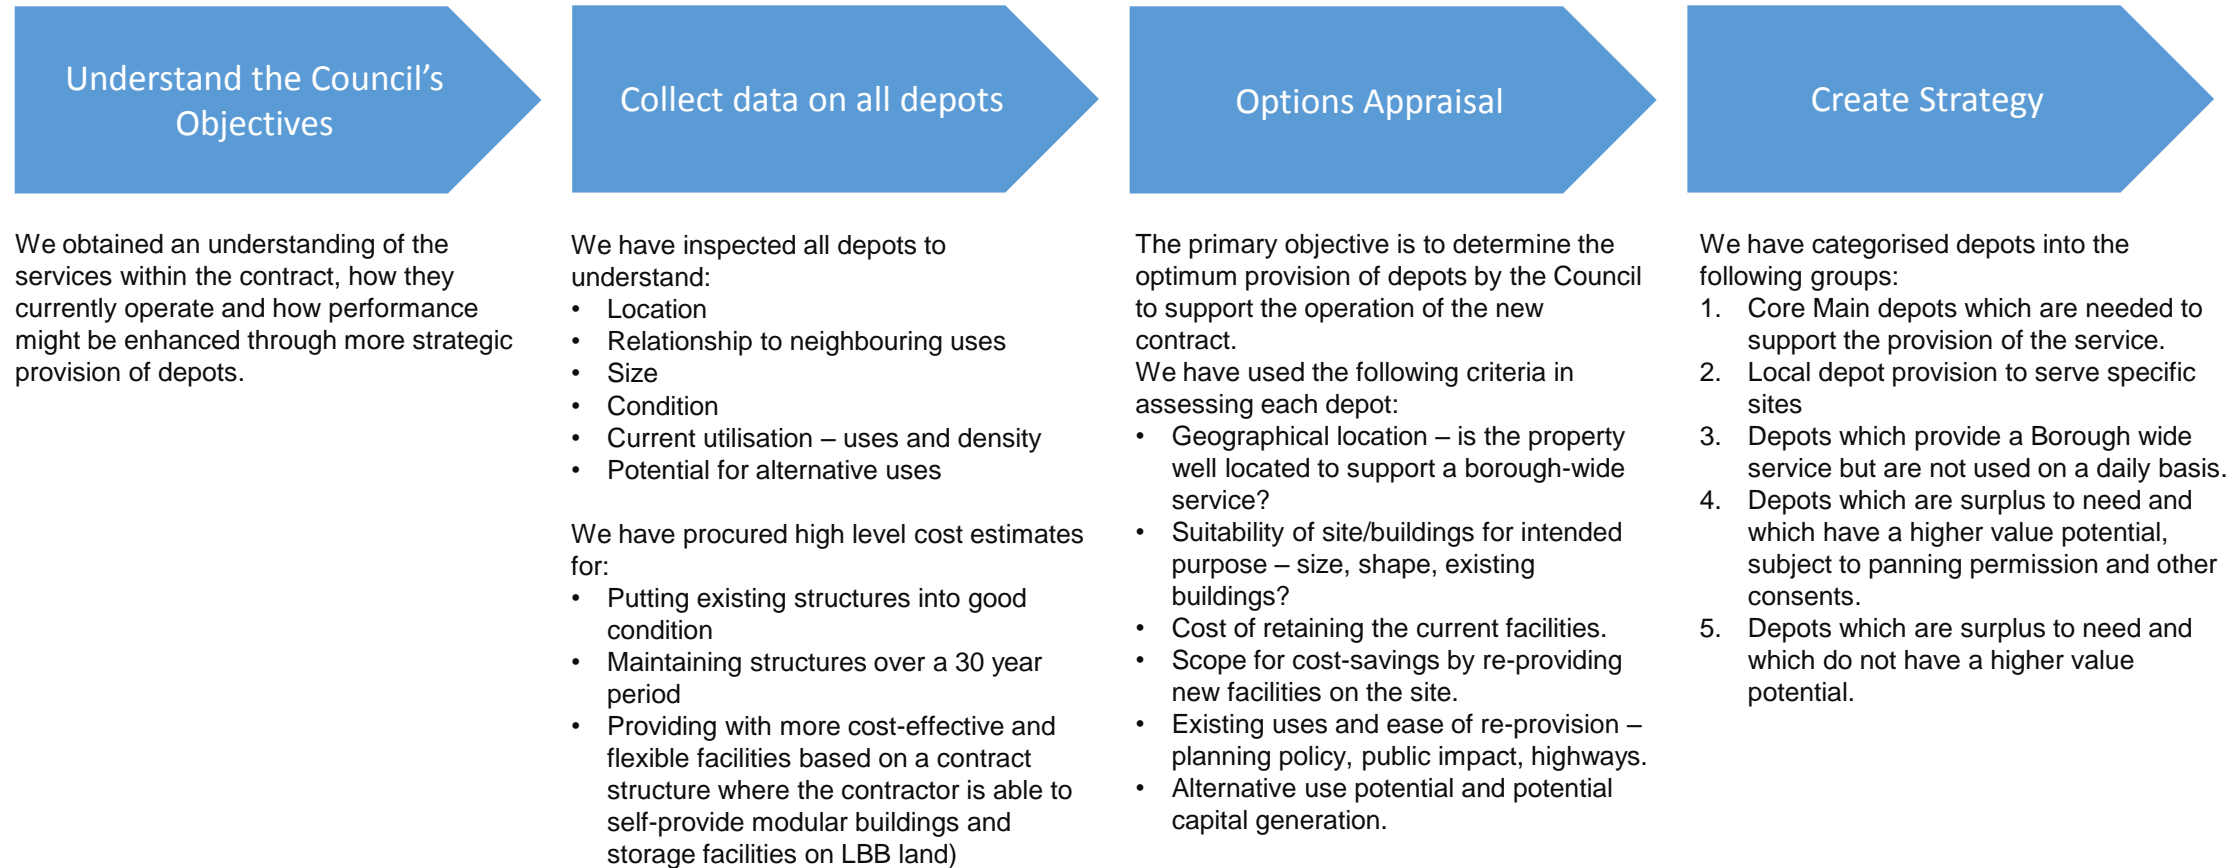 Understand the Council’s
Objectives
We obtained an understanding of the
services within the contract, how they
currently operate and how performance
might be enhanced through more strategic
provision of depots.
Collect data on all depots
We have inspected all depots to
understand:
• Location
• Relationship to neighbouring uses
• Size
• Condition
• Current utilisation – uses and density
• Potential for alternative uses
We have procured high level cost estimates
for:
• Putting existing structures into good
condition
• Maintaining structures over a 30 year
period
• Providing with more cost-effective and
flexible facilities based on a contract
structure where the contractor is able to
self-provide modular buildings and
storage facilities on LBB land)
Options Appraisal
The primary objective is to determine the
optimum provision of depots by the Council
to support the operation of the new
contract.
We have used the following criteria in
assessing each depot:
• Geographical location – is the property
well located to support a borough-wide
service?
• Suitability of site/buildings for intended
purpose – size, shape, existing
buildings?
• Cost of retaining the current facilities.
• Scope for cost-savings by re-providing
new facilities on the site.
• Existing uses and ease of re-provision –
planning policy, public impact, highways.
• Alternative use potential and potential
capital generation.
Create Strategy
We have categorised depots into the
following groups:
1. Core Main depots which are needed to
support the provision of the service.
2. Local depot provision to serve specific
sites
3. Depots which provide a Borough wide
service but are not used on a daily basis.
4. Depots which are surplus to need and
which have a higher value potential,
subject to panning permission and other
consents.
5. Depots which are surplus to need and
which do not have a higher value
potential.